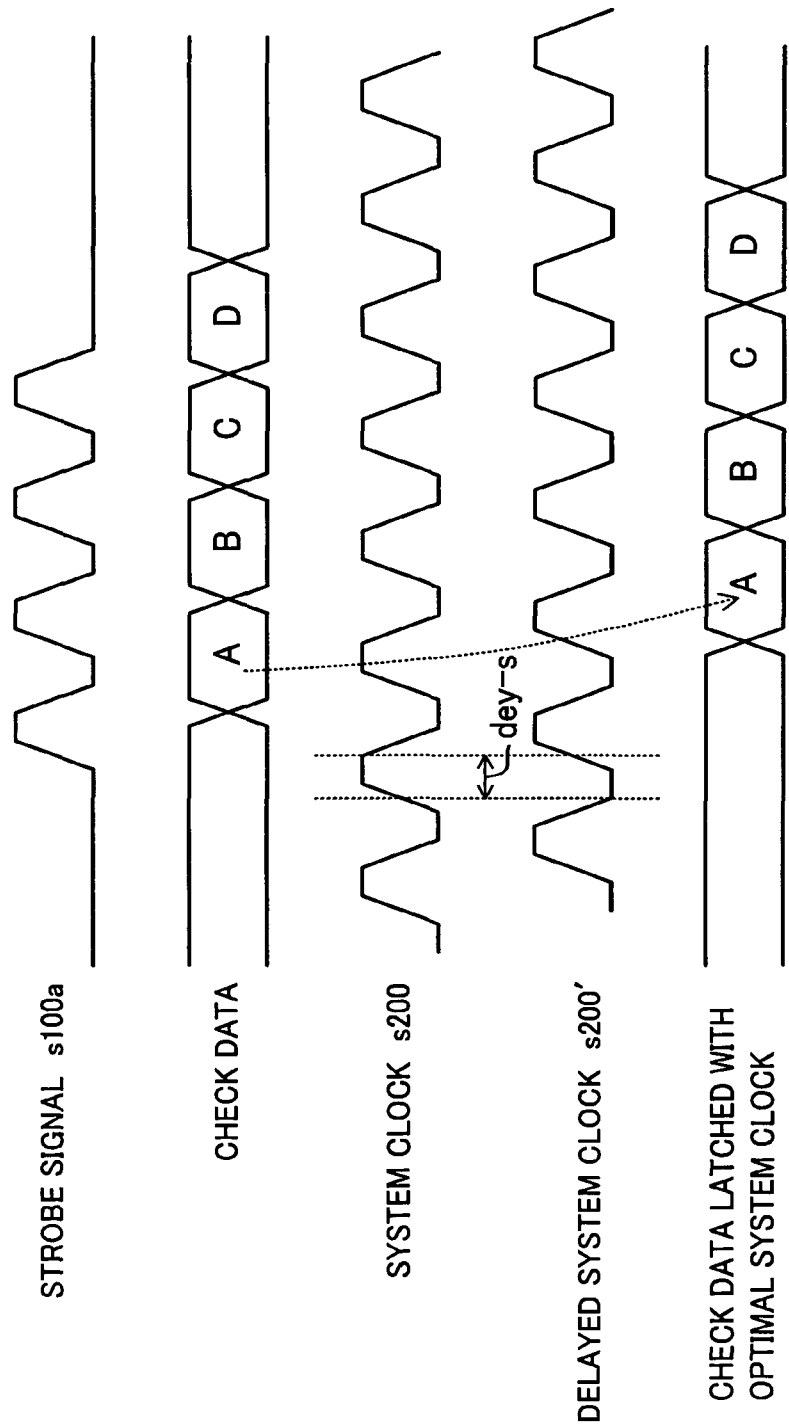 STROBE SIGNAL s100a
CHECK DATA
A B C D
SYSTEM CLOCK s200
dey-s
DELAYED SYSTEM CLOCK s200′
CHECK DATA LATCHED WITH
OPTIMAL SYSTEM CLOCK
A B C D